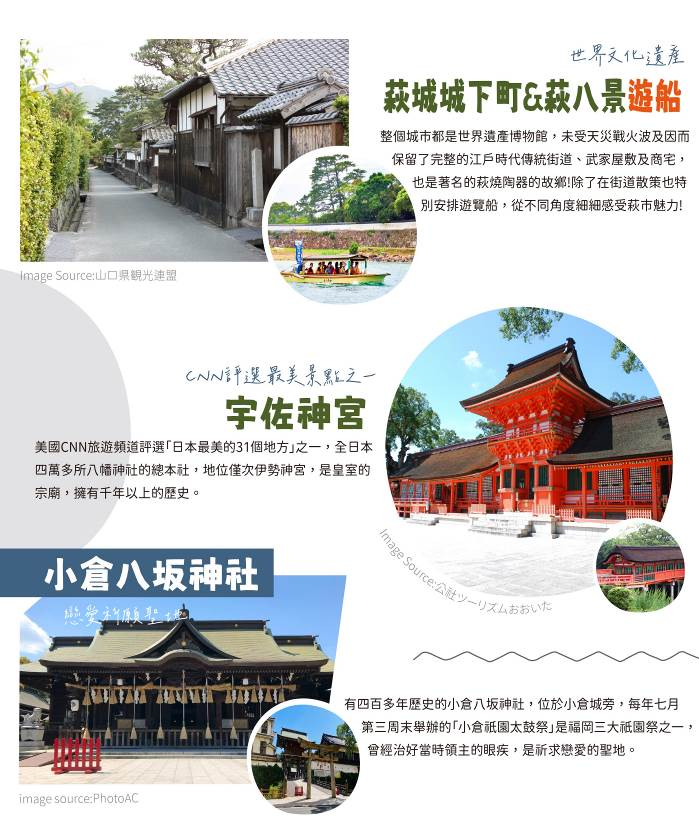 世界文化遺產
萩城城下町&萩八景遊船
整個城市都是世界遺產博物館，未受天災戰火波及因而
保留了完整的江戶時代傳統街道、武家屋敷及商宅，
也是著名的萩燒陶器的故鄉!除了在街道散策也特
別安排遊覽船，從不同角度細細感受萩市魅力!
Image Source:山口県観光連盟
CNN評選最美景點之一
宇佐神宮
美國CNN旅遊頻道評選「日本最美的31個地方」之一，全日本
四萬多所八幡神社的總本社，地位僅次伊勢神宮，是皇室的
宗廟，擁有千年以上的歷史。
Image Source:公社ツーリズムおおいた
小倉八坂神社
戀愛祈願聖地
有四百多年歷史的小倉八坂神社，位於小倉城旁，每年七月
第三周末舉辦的「小倉祇園太鼓祭」是福岡三大祇園祭之一，
曾經治好當時領主的眼疾，是祈求戀愛的聖地。
image source:PhotoAC